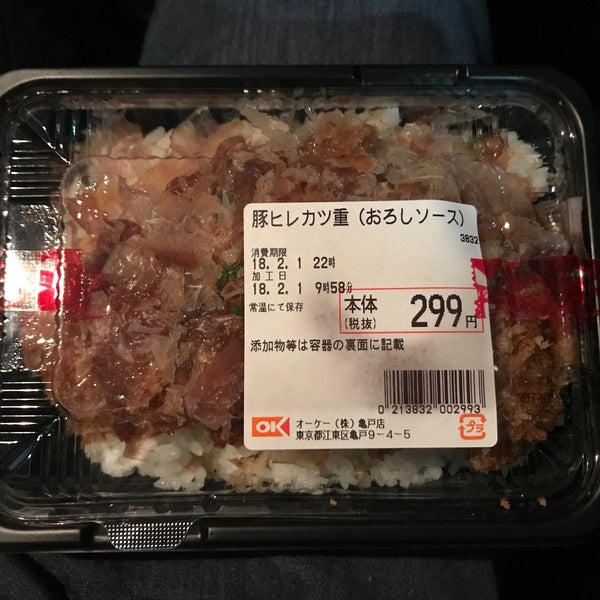 豚ヒレカツ重（おろしソース）
3832
消費期限
18.2.1 22時
加工日
18.2.1 9時58分
常温にて保存
本体
(税抜)
299円
添加物等は容器の裏面に記載
0 213832 002993
OK
オーケー（株）亀戸店
東京都江東区亀戸9-4-5
プラ